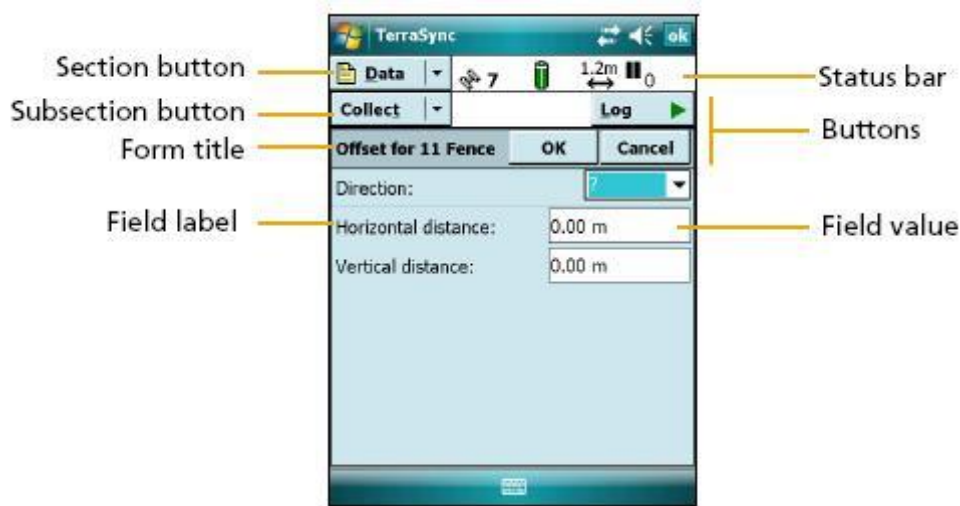 TerraSync ok
Section button Data 7 1.2m 0 Status bar
Subsection button Collect Log Buttons
Form title Offset for 11 Fence OK Cancel
Direction: ?
Field label Horizontal distance: 0.00 m Field value
Vertical distance: 0.00 m